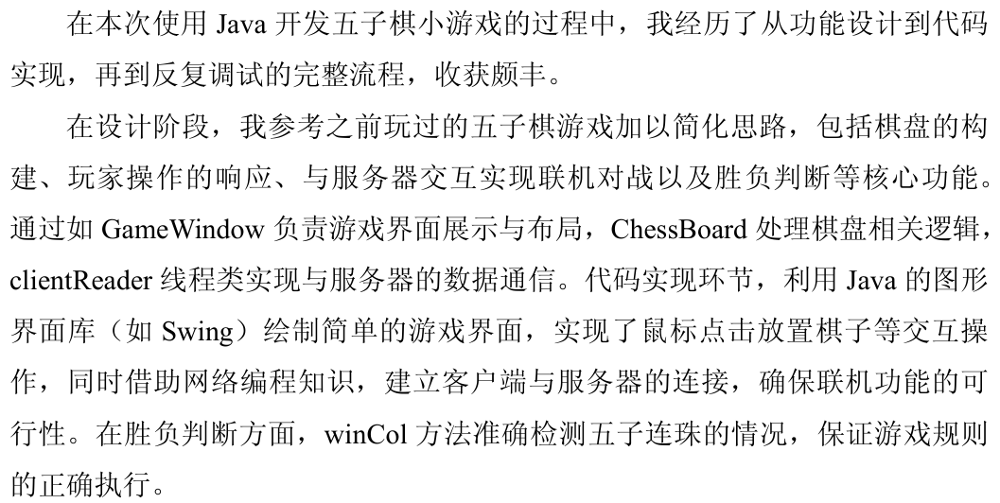 在本次使用 Java 开发五子棋小游戏的过程中，我经历了从功能设计到代码
实现，再到反复调试的完整流程，收获颇丰。
在设计阶段，我参考之前玩过的五子棋游戏加以简化思路，包括棋盘的构
建、玩家操作的响应、与服务器交互实现联机对战以及胜负判断等核心功能。
通过如 GameWindow 负责游戏界面展示与布局，ChessBoard 处理棋盘相关逻辑，
clientReader 线程类实现与服务器的数据通信。代码实现环节，利用 Java 的图形
界面库（如 Swing）绘制简单的游戏界面，实现了鼠标点击放置棋子等交互操
作，同时借助网络编程知识，建立客户端与服务器的连接，确保联机功能的可
行性。在胜负判断方面，winCol 方法准确检测五子连珠的情况，保证游戏规则
的正确执行。